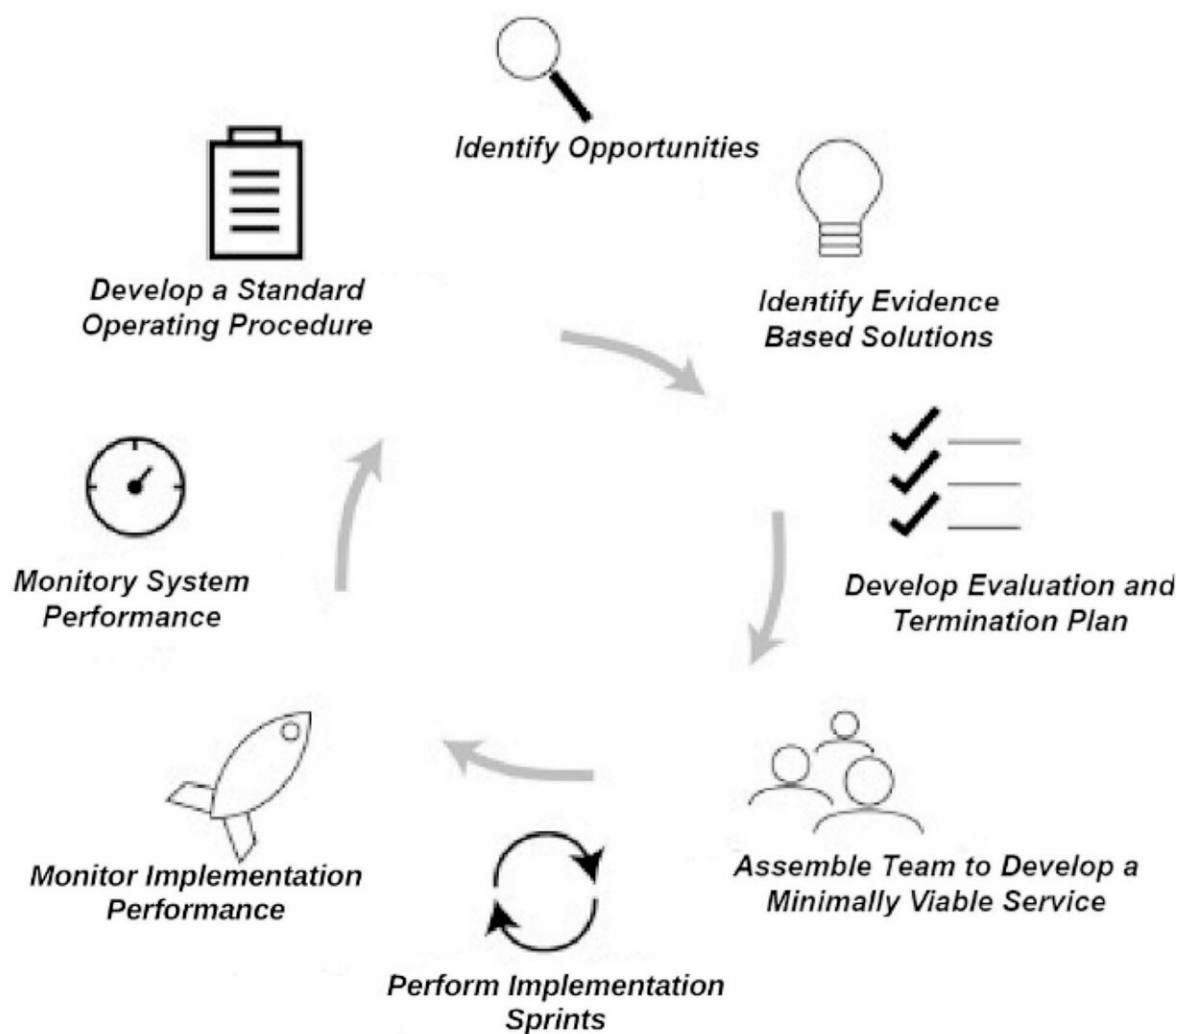 Identify Opportunities
Identify Evidence
Based Solutions
Develop Evaluation and
Termination Plan
Assemble Team to Develop a
Minimally Viable Service
Perform Implementation
Sprints
Monitor Implementation
Performance
Monitory System
Performance
Develop a Standard
Operating Procedure